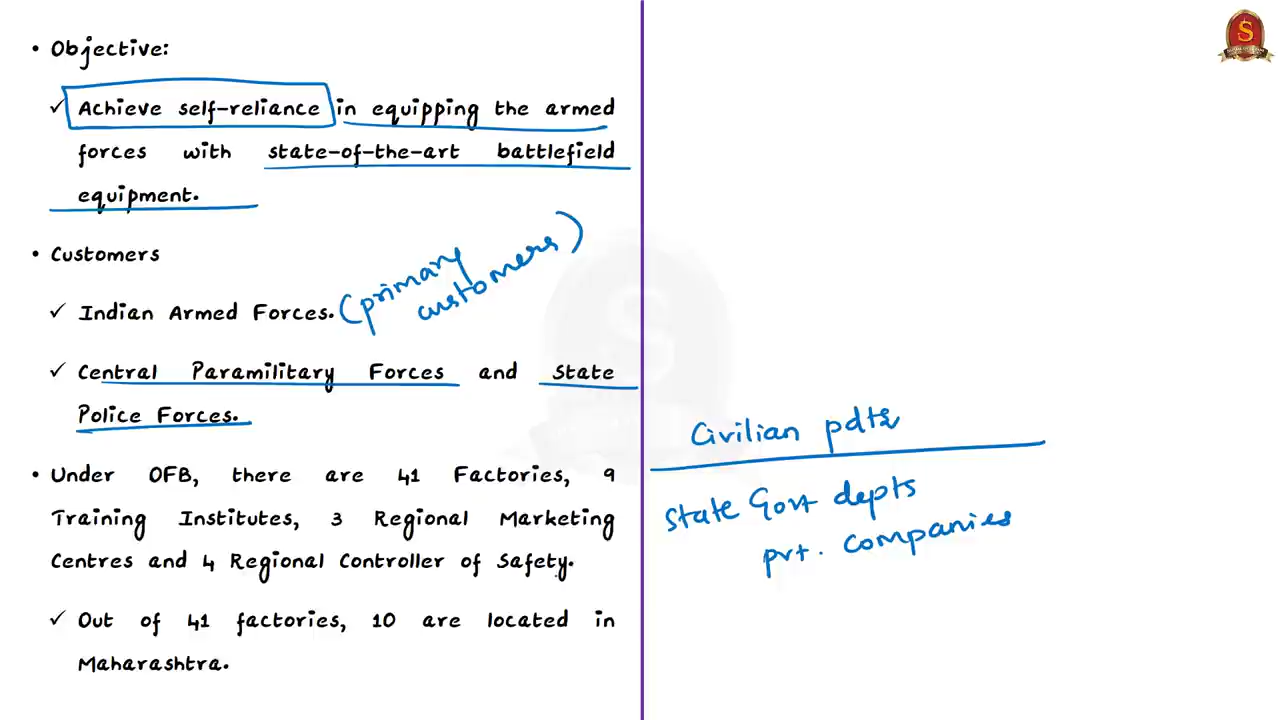 • Objective:
✓ Achieve self-reliance in equipping the armed
forces with state-of-the-art battlefield
equipment.
• Customers
✓ Indian Armed Forces. (primary
customers)
✓ Central Paramilitary Forces and State
Police Forces.
• Under OFB, there are 41 Factories, 9
Training Institutes, 3 Regional Marketing
Centres and 4 Regional Controller of Safety.
✓ Out of 41 factories, 10 are located in
Maharashtra.
Civilian pdts
State Govt depts
pvt. companies
S